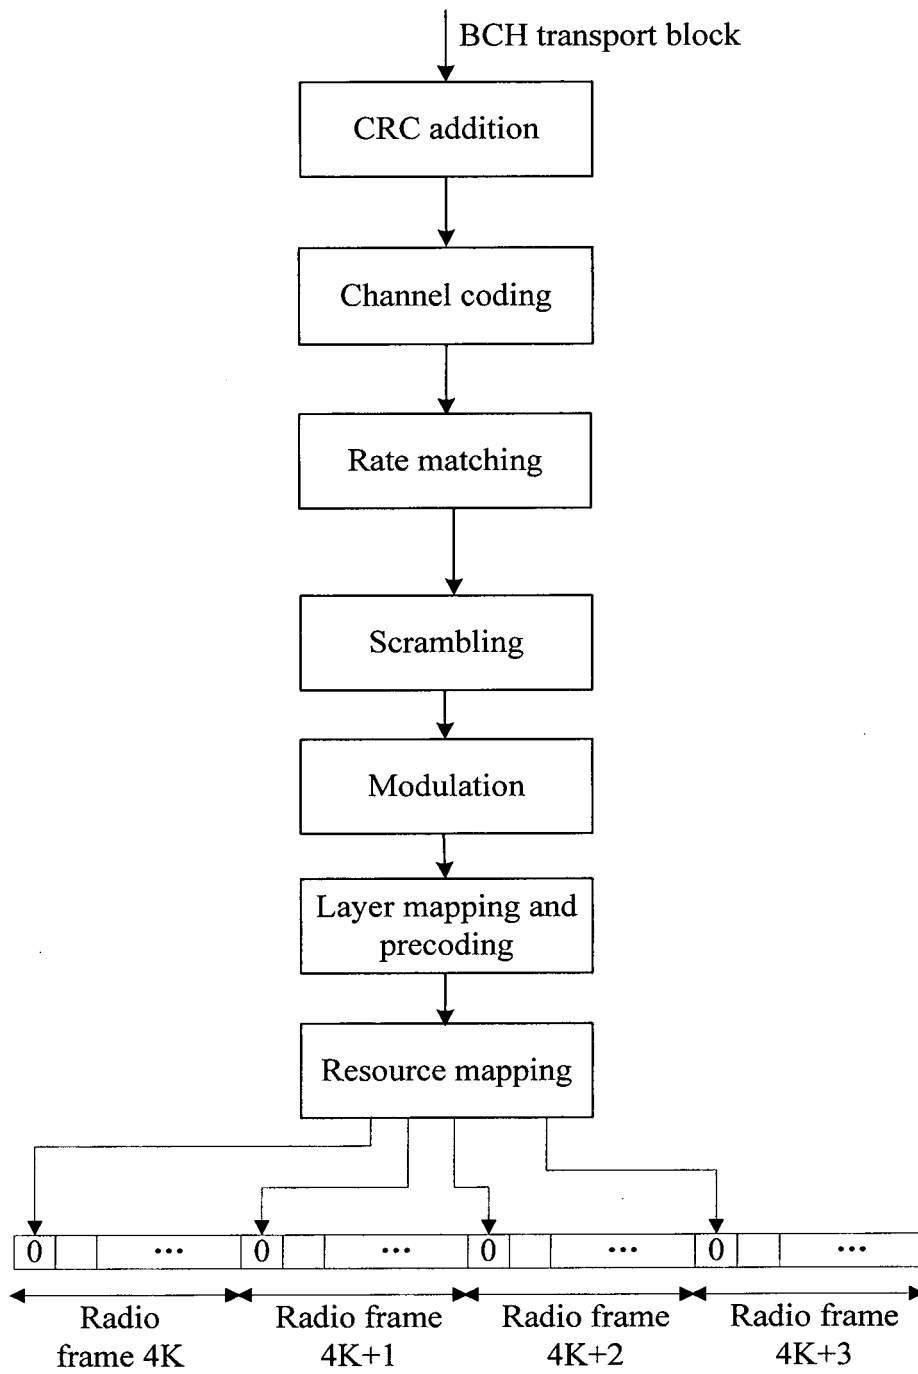 BCH transport block
CRC addition
Channel coding
Rate matching
Scrambling
Modulation
Layer mapping and
precoding
Resource mapping
0 ... 0 ... 0 ... 0 ...
Radio
frame 4K
Radio frame
4K+1
Radio frame
4K+2
Radio frame
4K+3